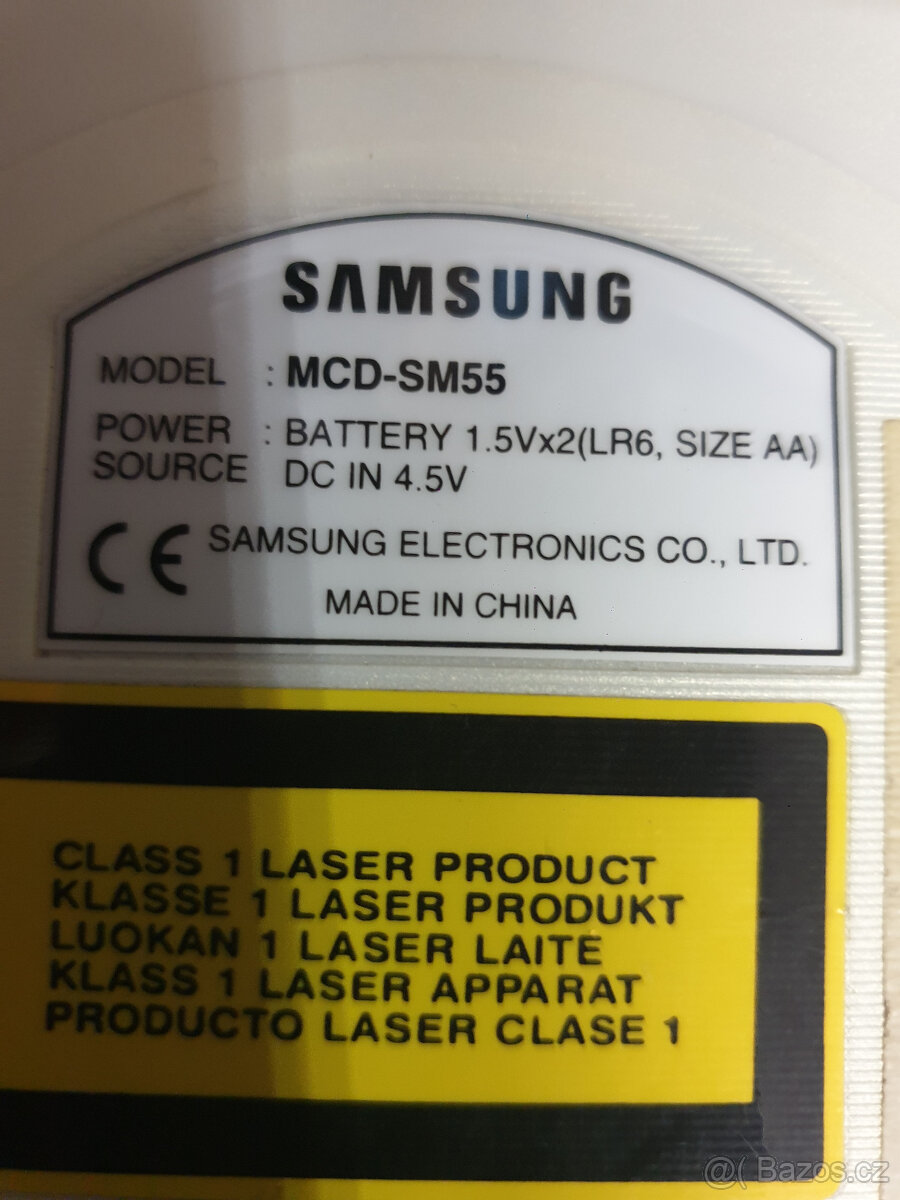 SAMSUNG
MODEL : MCD-SM55
POWER SOURCE : BATTERY 1.5Vx2(LR6, SIZE AA)
DC IN 4.5V
CE SAMSUNG ELECTRONICS CO., LTD.
MADE IN CHINA
CLASS 1 LASER PRODUCT
KLASSE 1 LASER PRODUKT
LUOKAN 1 LASER LAITE
KLASS 1 LASER APPARAT
PRODUCTO LASER CLASE 1
@( Bazos.cz